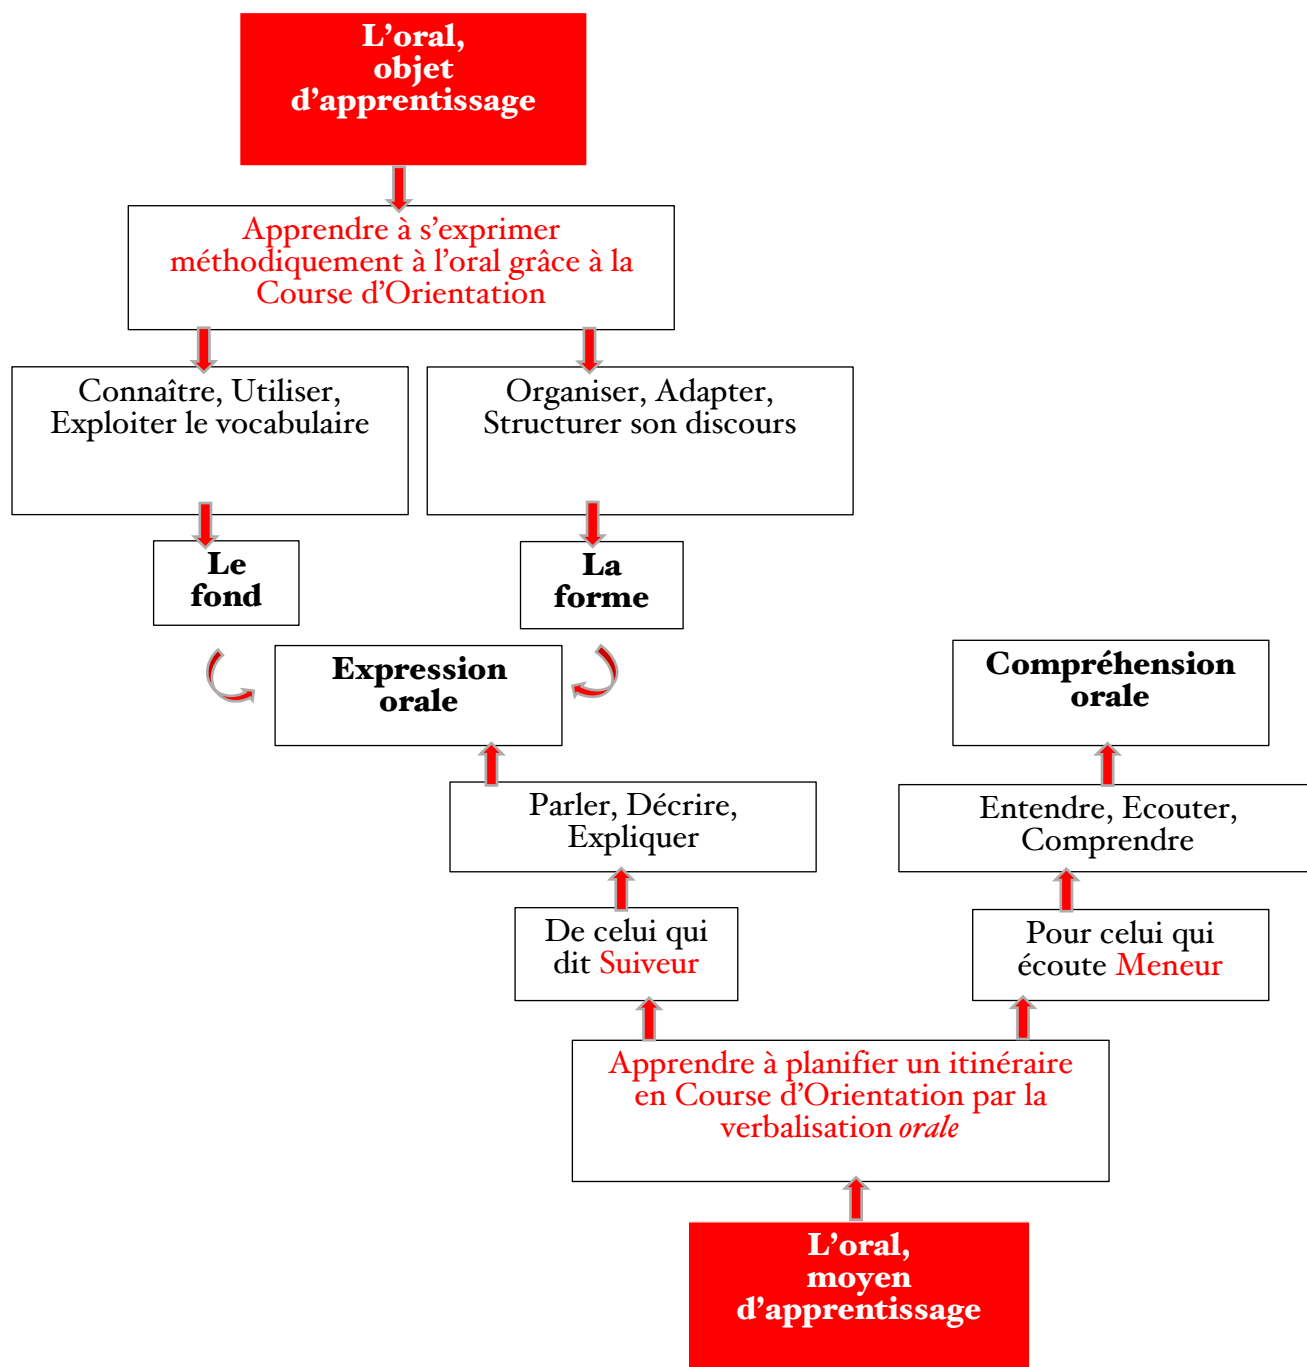 L’oral,
objet
d’apprentissage
Apprendre à s’exprimer
méthodiquement à l’oral grâce à la
Course d’Orientation
Connaître, Utiliser,
Exploiter le vocabulaire
Organiser, Adapter,
Structurer son discours
Le
fond
La
forme
Expression
orale
Compréhension
orale
Parler, Décrire,
Expliquer
Entendre, Ecouter,
Comprendre
De celui qui
dit Suiveur
Pour celui qui
écoute Meneur
Apprendre à planifier un itinéraire
en Course d’Orientation par la
verbalisation orale
L’oral,
moyen
d’apprentissage